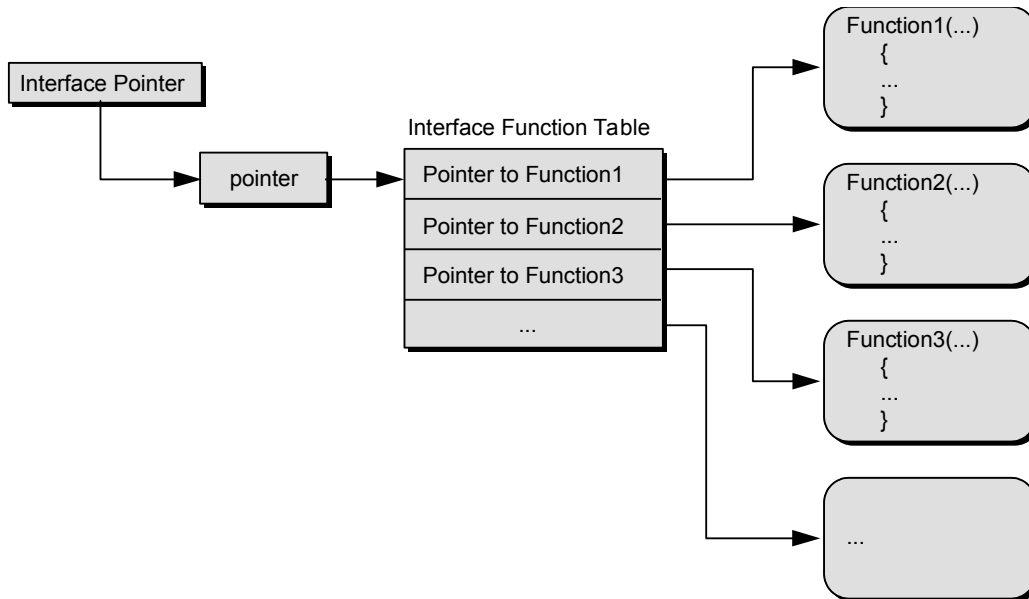 Interface Pointer
pointer
Interface Function Table
Pointer to Function1
Pointer to Function2
Pointer to Function3
...
Function1(...)
{
...
}
Function2(...)
{
...
}
Function3(...)
{
...
}
...